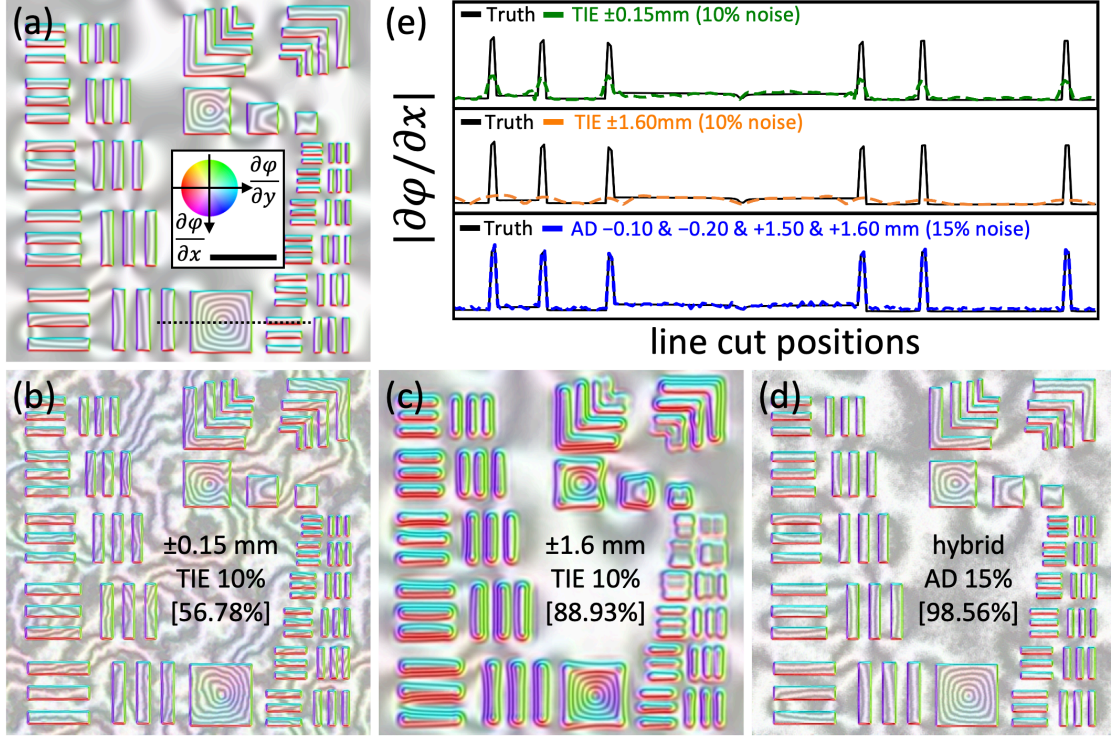 (a)
∂φ
∂y
∂φ
∂x
(e)
|∂φ/∂x|
Truth TIE ±0.15mm (10% noise)
Truth TIE ±1.60mm (10% noise)
Truth AD −0.10 & −0.20 & +1.50 & +1.60 mm (15% noise)
line cut positions
(b)
±0.15 mm
TIE 10%
[56.78%]
(c)
±1.6 mm
TIE 10%
[88.93%]
(d)
hybrid
AD 15%
[98.56%]